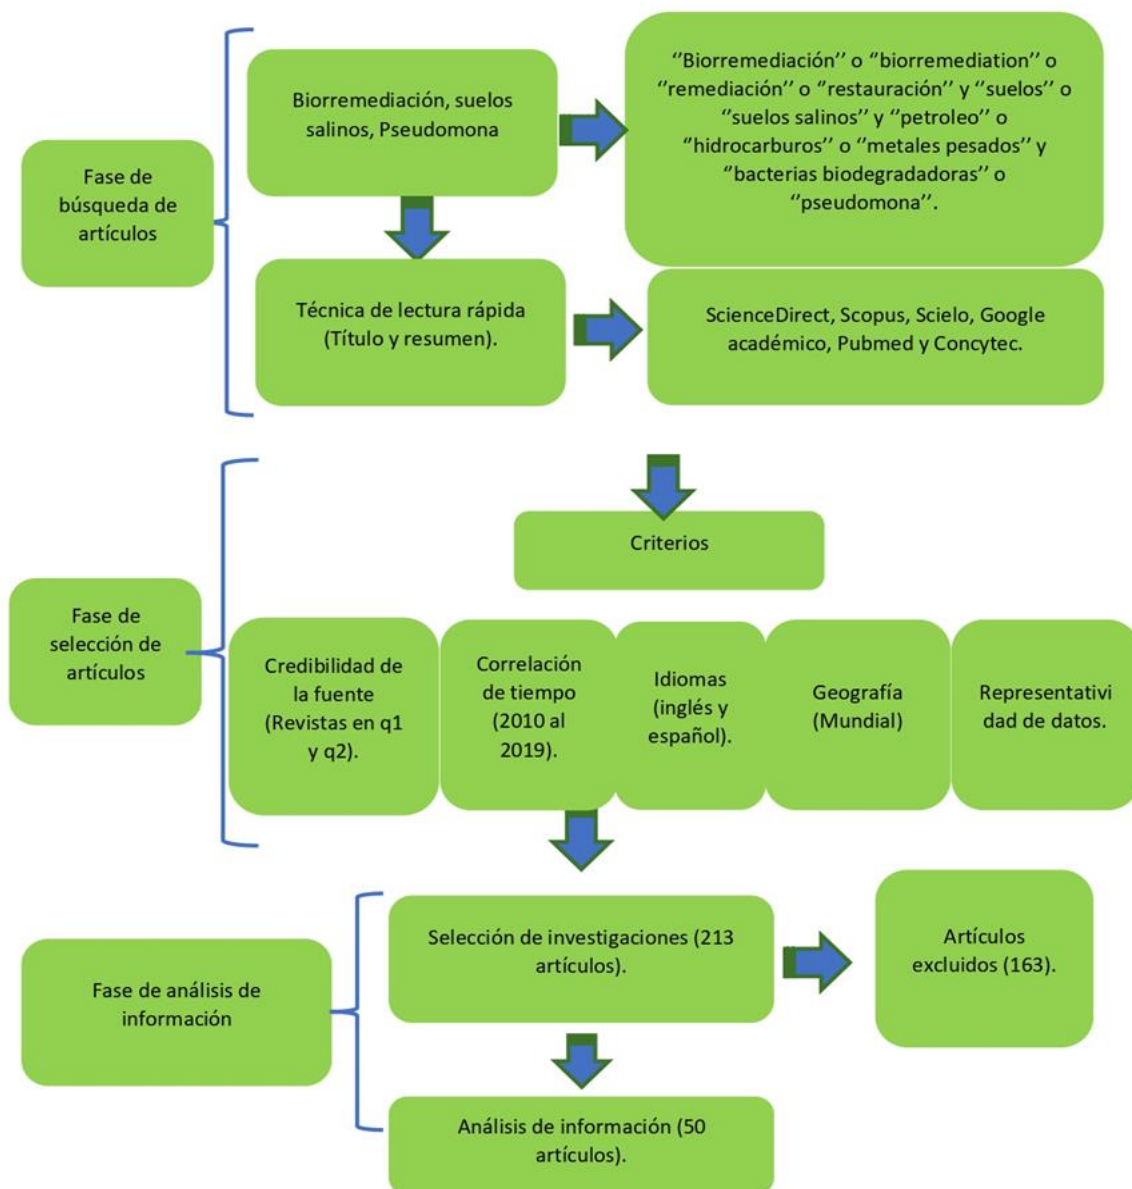 Fase de
búsqueda de
artículos
Biorremediación, suelos
salinos, Pseudomona
‘’Biorremediación’’ o ‘’biorremediation’’ o
‘’remediación’’ o ‘’restauración’’ y ‘’suelos’’ o
‘’suelos salinos’’ y ‘’petroleo’’ o
‘’hidrocarburos’’ o ‘’metales pesados’’ y
‘’bacterias biodegradadoras’’ o
‘’pseudomona’’.
Técnica de lectura rápida
(Título y resumen).
ScienceDirect, Scopus, Scielo, Google
académico, Pubmed y Concytec.
Fase de
selección de
artículos
Criterios
Credibilidad de
la fuente
(Revistas en q1
y q2).
Correlación
de tiempo
(2010 al
2019).
Idiomas
(inglés y
español).
Geografía
(Mundial)
Representativi
dad de datos.
Fase de análisis de
información
Selección de investigaciones (213
artículos).
Artículos
excluidos (163).
Análisis de información (50
artículos).